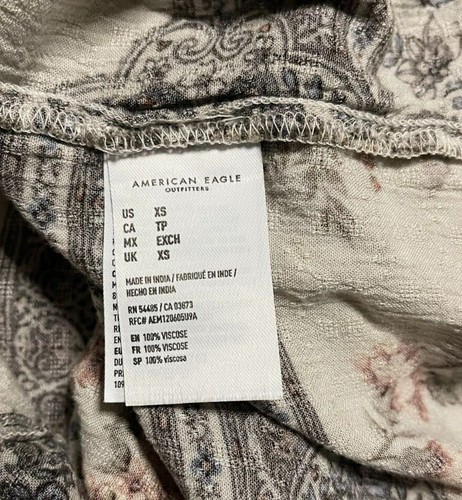 AMERICAN EAGLE
OUTFITTERS
US XS
CA TP
MX EXCH
UK XS
MADE IN INDIA / FABRIQUÉ EN INDE /
HECHO EN INDIA
RN 54485 / CA 03673
RFC# AEM120605U9A
EN 100% VISCOSE
FR 100% VISCOSE
SP 100% viscosa